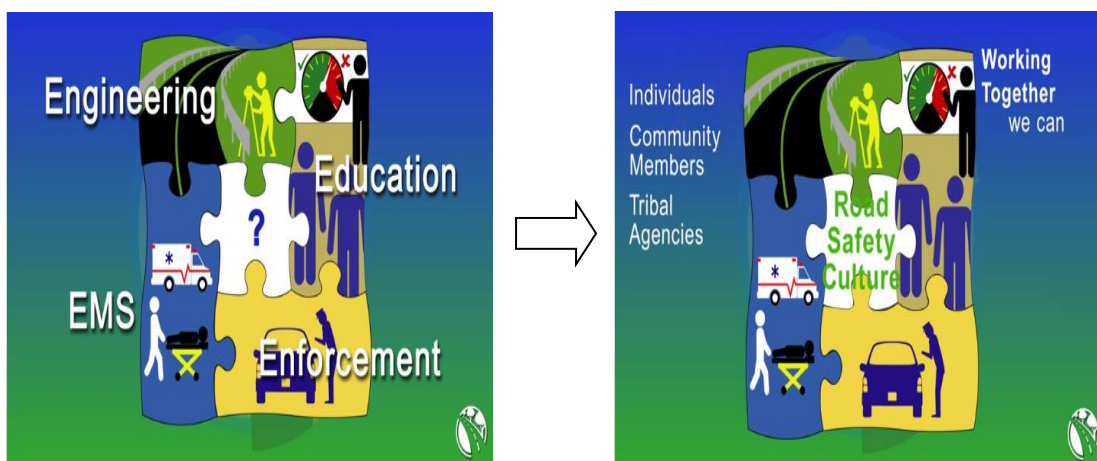 Engineering
Education
?
EMS
Enforcement
Individuals
Community
Members
Tribal
Agencies
Working
Together
we can
Road
Safety
Culture